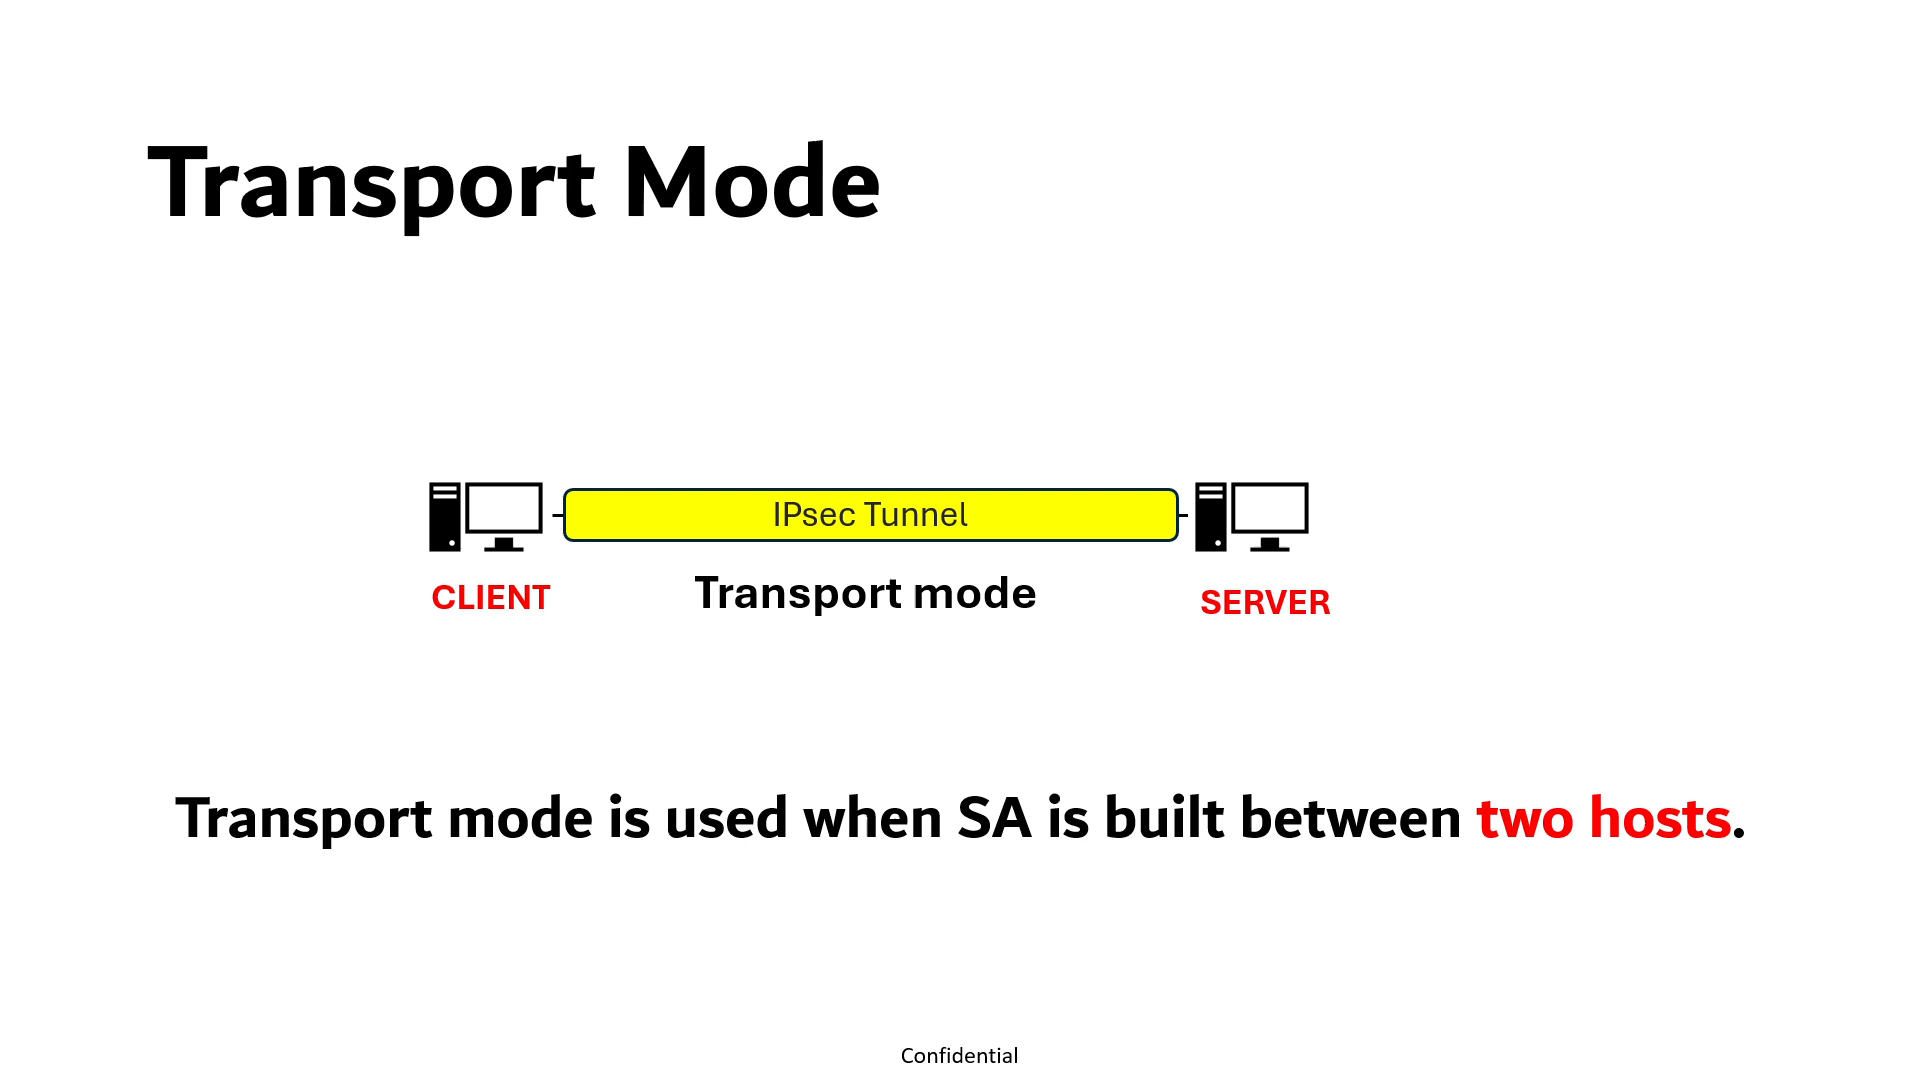 Transport Mode
IPsec Tunnel
CLIENT
Transport mode
SERVER
Transport mode is used when SA is built between two hosts.
Confidential